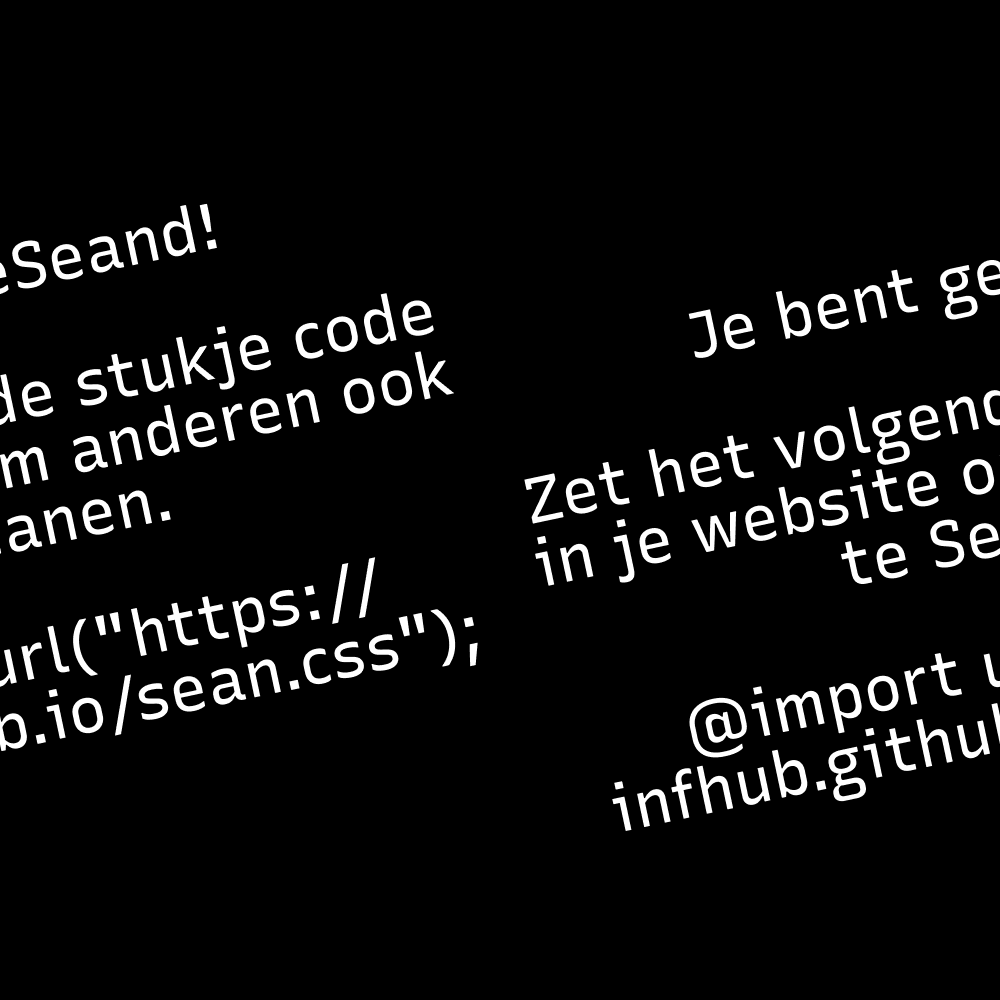 eSeand!
de stukje code
m anderen ook
anen.
url("https://
b.io/sean.css");
Je bent ge
Zet het volgend
in je website o
te Se
@import u
infhub.githu